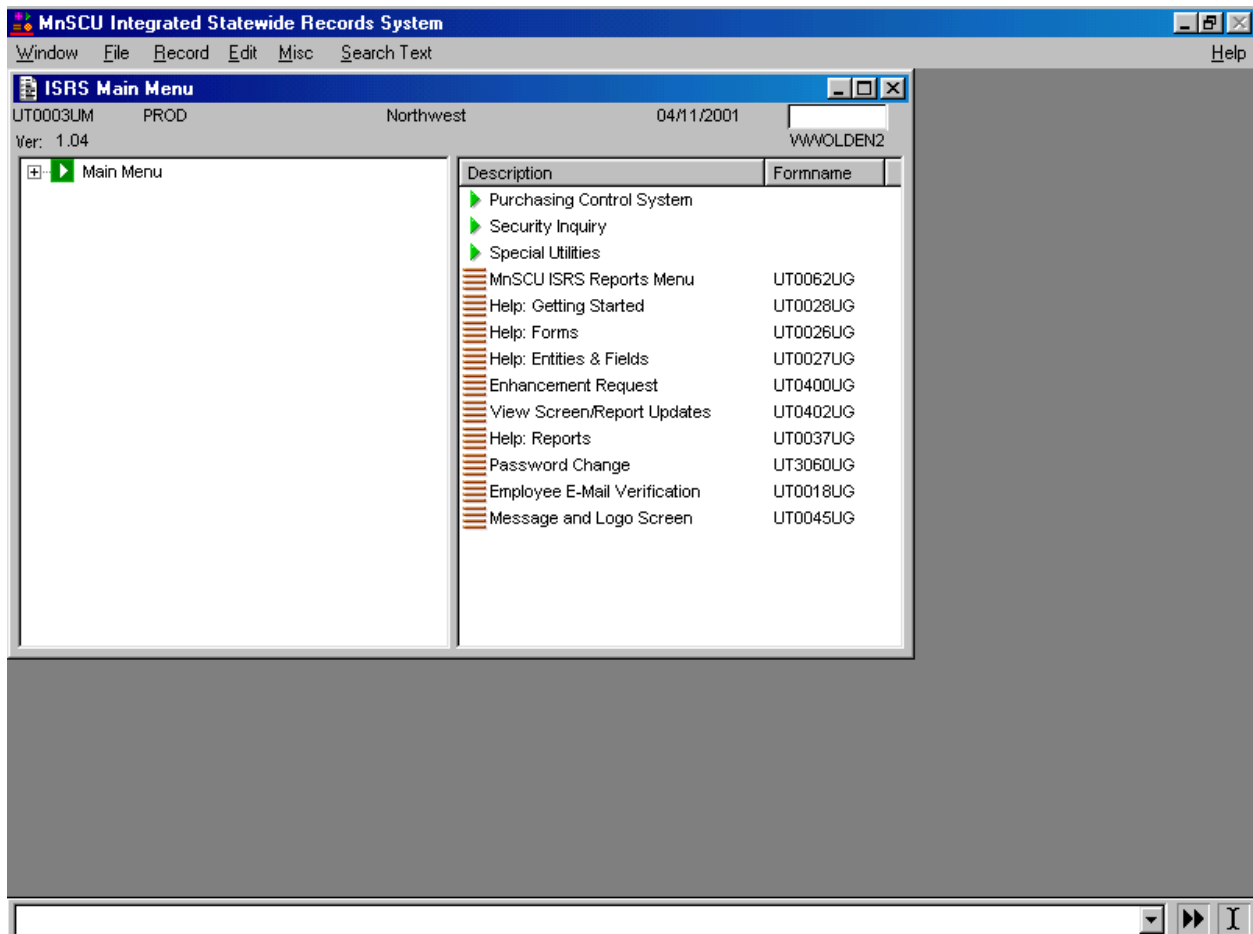 MnSCU Integrated Statewide Records System
Window File Record Edit Misc Search Text Help
ISRS Main Menu
UT0003UM PROD Northwest 04/11/2001
Ver: 1.04 VWVOLDEN2
Main Menu
Description Formname
Purchasing Control System
Security Inquiry
Special Utilities
MnSCU ISRS Reports Menu UT0062UG
Help: Getting Started UT0028UG
Help: Forms UT0026UG
Help: Entities & Fields UT0027UG
Enhancement Request UT0400UG
View Screen/Report Updates UT0402UG
Help: Reports UT0037UG
Password Change UT3060UG
Employee E-Mail Verification UT0018UG
Message and Logo Screen UT0045UG